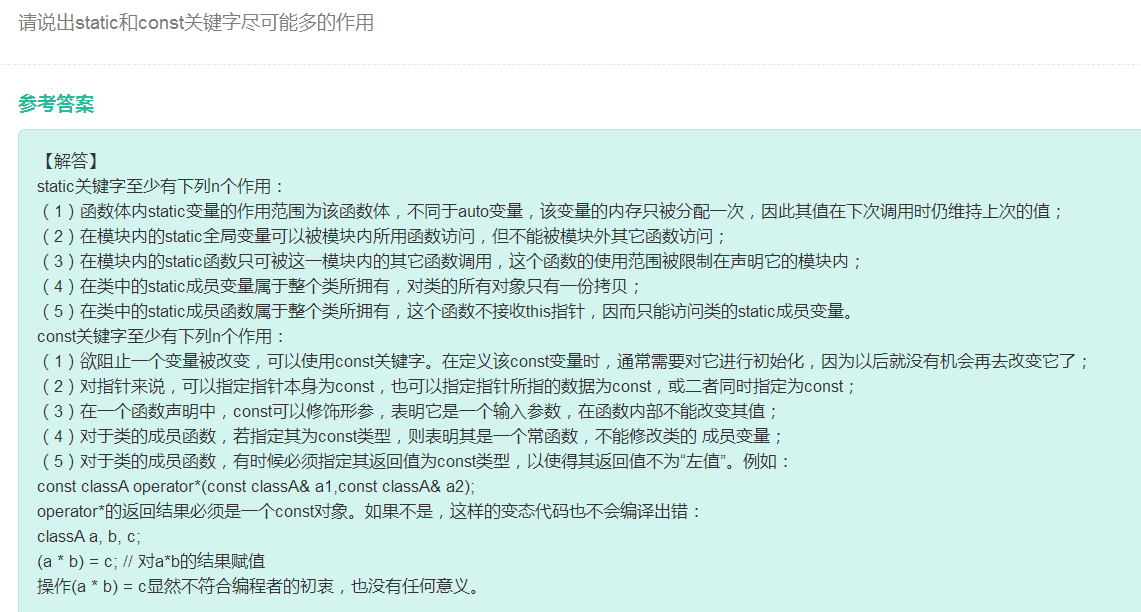 请说出static和const关键字尽可能多的作用
参考答案
【解答】
static关键字至少有下列n个作用：
（1）函数体内static变量的作用范围为该函数体，不同于auto变量，该变量的内存只被分配一次，因此其值在下次调用时仍维持上次的值；
（2）在模块内的static全局变量可以被模块内所用函数访问，但不能被模块外其它函数访问；
（3）在模块内的static函数只可被这一模块内的其它函数调用，这个函数的使用范围被限制在声明它的模块内；
（4）在类中的static成员变量属于整个类所拥有，对类的所有对象只有一份拷贝；
（5）在类中的static成员函数属于整个类所拥有，这个函数不接收this指针，因而只能访问类的static成员变量。
const关键字至少有下列n个作用：
（1）欲阻止一个变量被改变，可以使用const关键字。在定义该const变量时，通常需要对它进行初始化，因为以后就没有机会再去改变它了；
（2）对指针来说，可以指定指针本身为const，也可以指定指针所指的数据为const，或二者同时指定为const；
（3）在一个函数声明中，const可以修饰形参，表明它是一个输入参数，在函数内部不能改变其值；
（4）对于类的成员函数，若指定其为const类型，则表明其是一个常函数，不能修改类的 成员变量；
（5）对于类的成员函数，有时候必须指定其返回值为const类型，以使得其返回值不为“左值”。例如：
const classA operator*(const classA& a1,const classA& a2);
operator*的返回结果必须是一个const对象。如果不是，这样的变态代码也不会编译出错：
classA a, b, c;
(a * b) = c; // 对a*b的结果赋值
操作(a * b) = c显然不符合编程者的初衷，也没有任何意义。